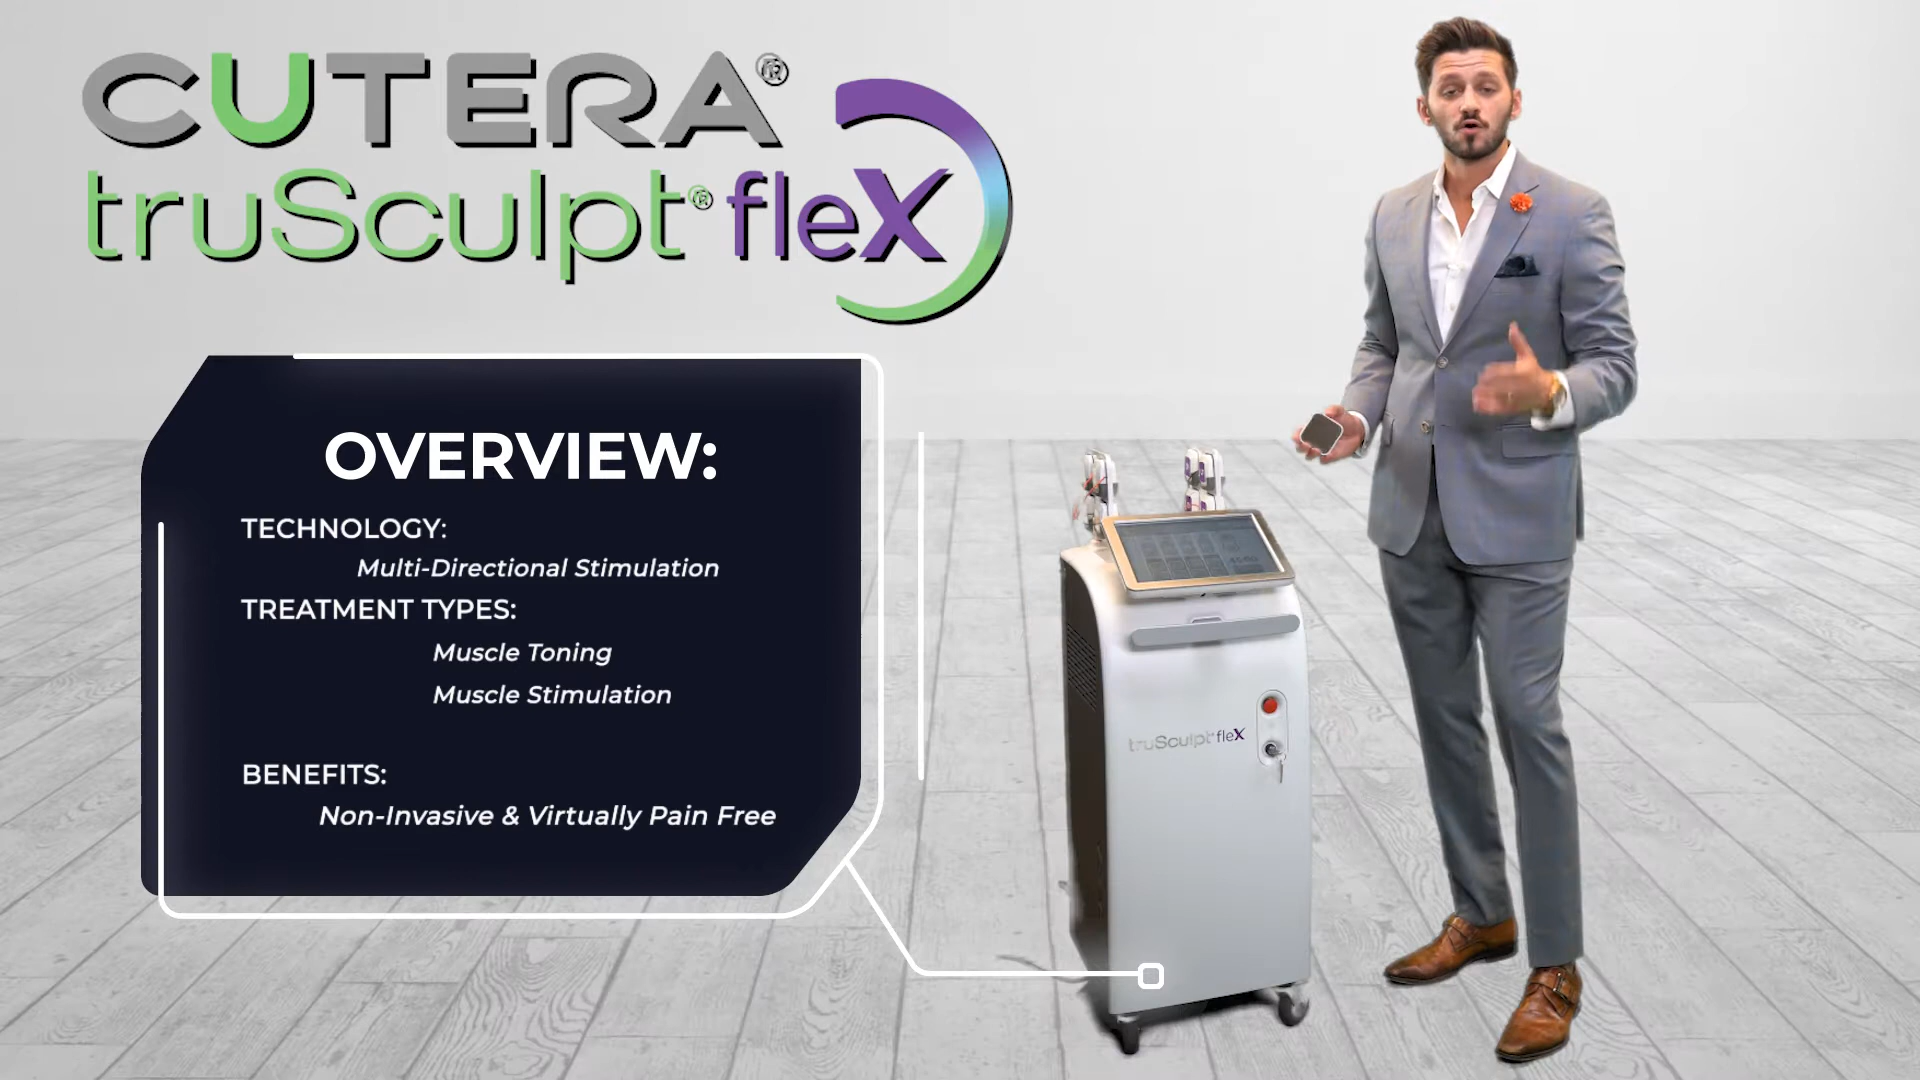 CUTERA®
truSculpt® fleX
OVERVIEW:
TECHNOLOGY:
Multi-Directional Stimulation
TREATMENT TYPES:
Muscle Toning
Muscle Stimulation
BENEFITS:
Non-Invasive & Virtually Pain Free
truSculpt® fleX